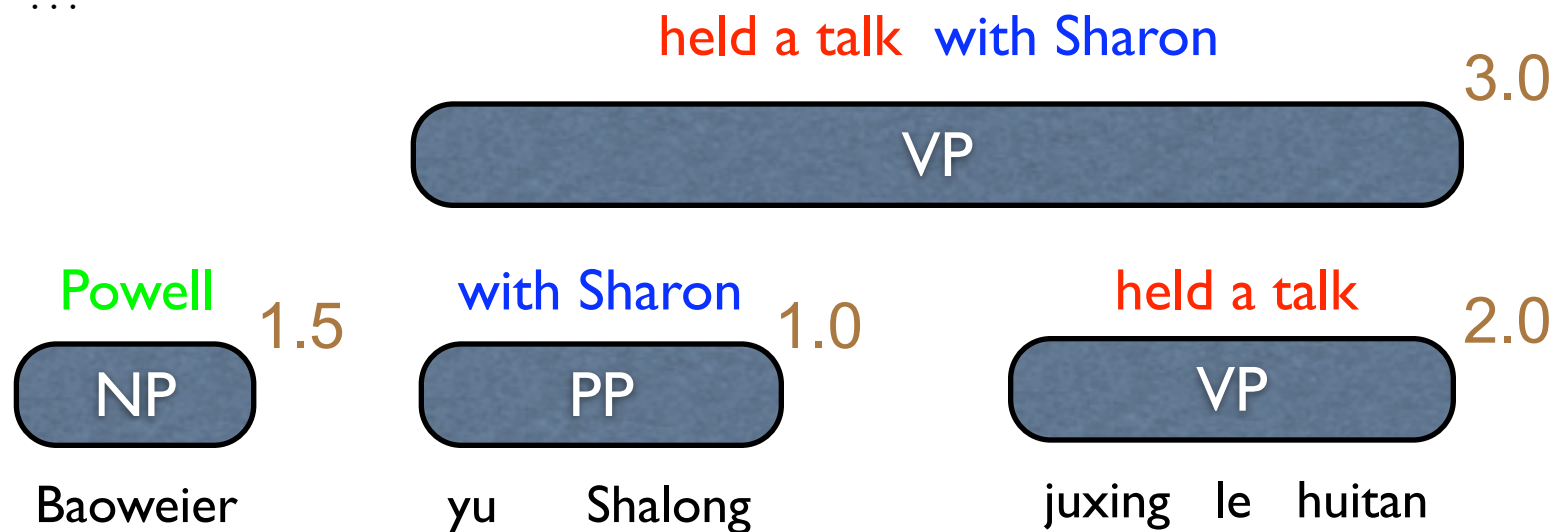 ...
held a talk with Sharon
3.0
VP
Powell 1.5 with Sharon 1.0 held a talk 2.0
NP PP VP
Baoweier yu Shalong juxing le huitan